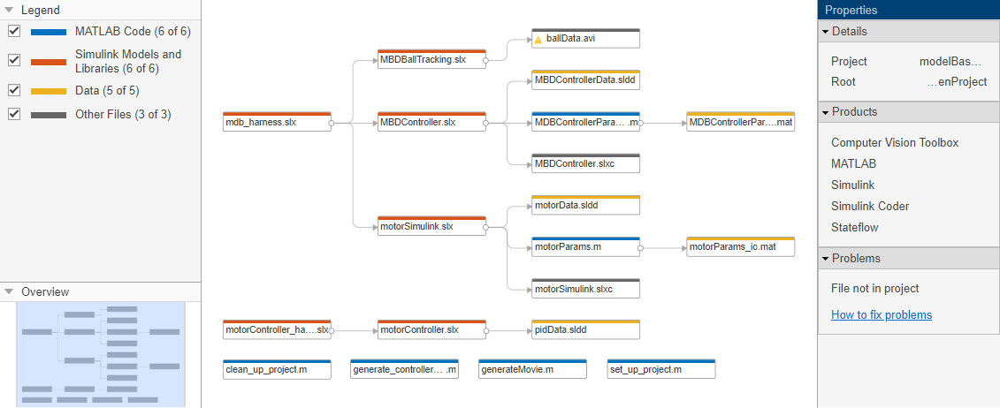 Legend
MATLAB Code (6 of 6)
Simulink Models and
Libraries (6 of 6)
Data (5 of 5)
Other Files (3 of 3)
Overview
ballData.avi
MBDBallTracking.slx
MBDControllerData.sldd
mdb_harness.slx
MBDController.slx
MDBControllerPara... .m
MDBControllerPar....mat
MBDController.slxc
motorData.sldd
motorSimulink.slx
motorParams.m
motorParams_io.mat
motorSimulink.slxc
motorController_ha....slx
motorController.slx
pidData.sldd
clean_up_project.m
generate_controller... .m
generateMovie.m
set_up_project.m
Properties
Details
Project modelBas...
Root ...enProject
Products
Computer Vision Toolbox
MATLAB
Simulink
Simulink Coder
Stateflow
Problems
File not in project
How to fix problems